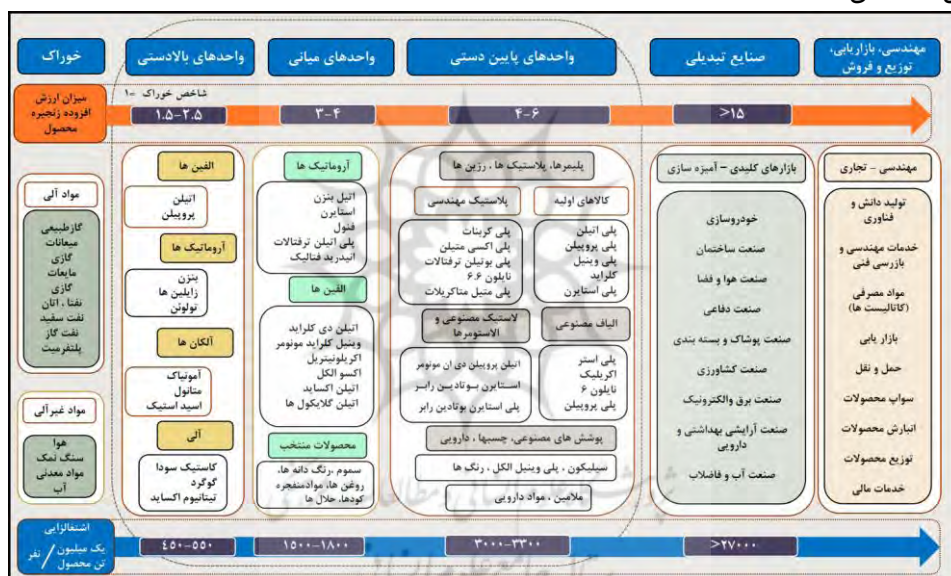 خوراک
واحدهای بالادستی
واحدهای میانی
واحدهای پایین دستی
صنایع تبدیلی
مهندسی، بازاریابی،
توزیع و فروش
میزان ارزش
افزوده زنجیره
محصول
شاخص خوراک -۱
۱.۵-۲.۵
۳-۴
۴-۶
>۱۵
مواد آلی
گازطبیعی
میعانات
گازی
مایعات
گازی
نفتا ، اتان
نفت سفید
نفت گاز
پلتفرمیت
مواد غیرآلی
هوا
سنگ نمک
مواد معدنی
آب
الفین ها
اتیلن
پروپیلن
آروماتیک ها
بنزن
زایلین ها
تولوئن
آلکان ها
آمونیاک
متانول
اسید استیک
آلی
کاستیک سودا
گوگرد
تیتانیوم اکساید
آروماتیک ها
اتیل بنزن
استایرن
فنول
پلی اتیلن ترفتالات
انیدرید فتالیک
الفین ها
اتیلن دی کلراید
وینیل کلراید مونومر
اکریلونیتریل
اکسو الکل
اتیلن اکساید
اتیلن گلایکول ها
محصولات منتخب
سموم ،رنگ دانه ها،
روغن ها، موادمنفجره
کودها، حلال ها
پلیمرها، پلاستیک ها ، رزین ها
کالاهای اولیه
پلی اتیلن
پلی پروپیلن
پلی وینیل
کلراید
پلی استایرن
پلاستیک مهندسی
پلی کربنات
پلی اکسی متیلن
پلی بوتیلن ترفتالات
نایلون ۶.۶
پلی متیل متاکریلات
الیاف مصنوعی
پلی استر
اکریلیک
نایلون ۶
پلی پروپیلن
لاستیک مصنوعی و
الاستومرها
اتیلن پروپیلن دی ان مونومر
استایرن بوتادین رابر
پلی استایرن بوتادین رابر
پوشش های مصنوعی، چسبها ، دارویی
سیلیکون ، پلی وینیل الکل ، رنگ ها
ملامین ، مواد دارویی
بازارهای کلیدی - آمیزه سازی
خودروسازی
صنعت ساختمان
صنعت هوا و فضا
صنعت دفاعی
صنعت پوشاک و بسته بندی
صنعت کشاورزی
صنعت برق والکترونیک
صنعت آرایشی بهداشتی و
دارویی
صنعت آب و فاضلاب
مهندسی - تجاری
تولید دانش و
فناوری
خدمات مهندسی و
بازرسی فنی
مواد مصرفی
(کاتالیست ها)
بازار یابی
حمل و نقل
سواپ محصولات
انبارش محصولات
توزیع محصولات
خدمات مالی
اشتغالزایی
یک میلیون / نفر
تن محصول
۴۵۰-۵۵۰
۱۵۰۰-۱۸۰۰
۳۰۰۰-۳۳۰۰
>۲۷۰۰۰